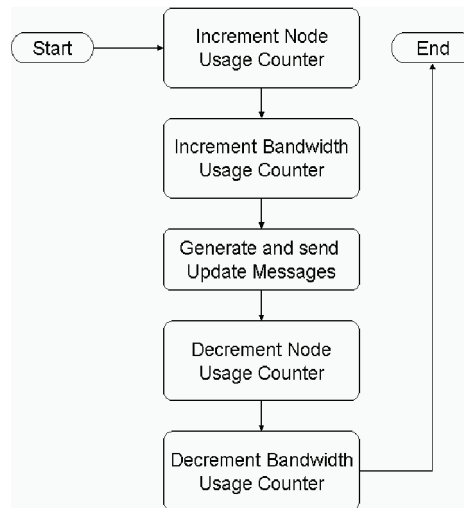 Start
Increment Node
Usage Counter
End
Increment Bandwidth
Usage Counter
Generate and send
Update Messages
Decrement Node
Usage Counter
Decrement Bandwidth
Usage Counter